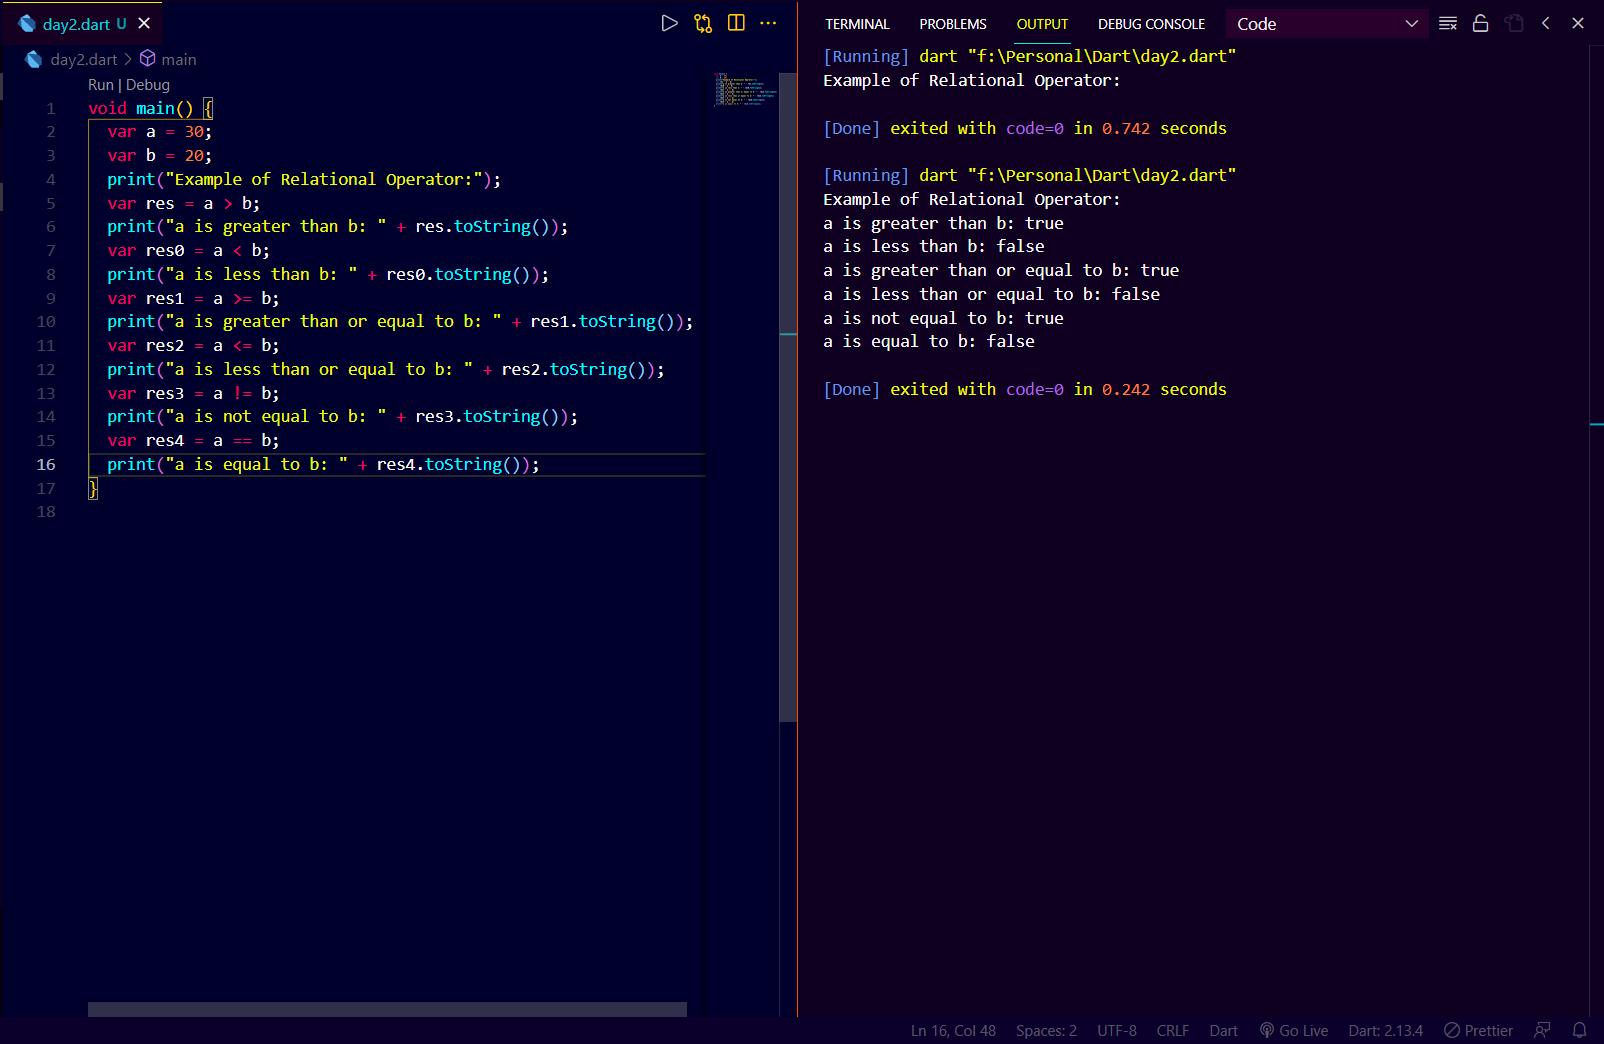 day2.dart U
day2.dart > main
Run | Debug
1 void main() {
2 var a = 30;
3 var b = 20;
4 print("Example of Relational Operator:");
5 var res = a > b;
6 print("a is greater than b: " + res.toString());
7 var res0 = a < b;
8 print("a is less than b: " + res0.toString());
9 var res1 = a >= b;
10 print("a is greater than or equal to b: " + res1.toString());
11 var res2 = a <= b;
12 print("a is less than or equal to b: " + res2.toString());
13 var res3 = a != b;
14 print("a is not equal to b: " + res3.toString());
15 var res4 = a == b;
16 print("a is equal to b: " + res4.toString());
17 }
18
TERMINAL PROBLEMS OUTPUT DEBUG CONSOLE Code
[Running] dart "f:\Personal\Dart\day2.dart"
Example of Relational Operator:
[Done] exited with code=0 in 0.742 seconds
[Running] dart "f:\Personal\Dart\day2.dart"
Example of Relational Operator:
a is greater than b: true
a is less than b: false
a is greater than or equal to b: true
a is less than or equal to b: false
a is not equal to b: true
a is equal to b: false
[Done] exited with code=0 in 0.242 seconds
Ln 16, Col 48 Spaces: 2 UTF-8 CRLF Dart Go Live Dart: 2.13.4 Prettier